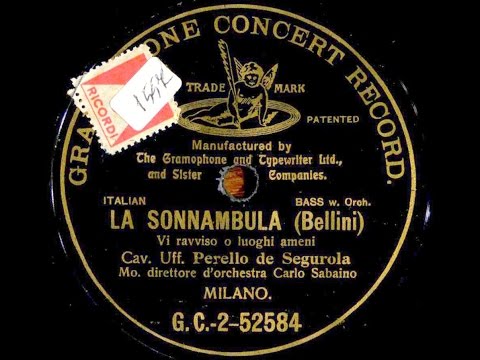 GRA ONE CONCERT RECORD.
RICORDI
TRADE MARK
PATENTED
Manufactured by
The Gramophone and Typewriter Ltd.,
and Sister Companies.
ITALIAN BASS w. Orch.
LA SONNAMBULA (Bellini)
Vi ravviso o luoghi ameni
Cav. Uff. Perello de Segurola
Mo. direttore d'orchestra Carlo Sabaino
MILANO.
G.C.-2-52584